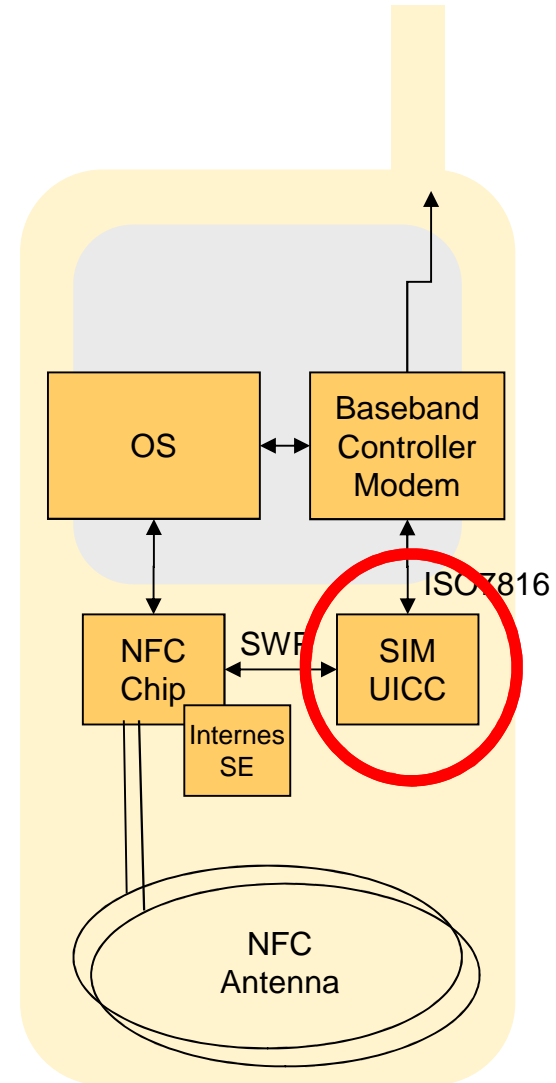 OS
Baseband
Controller
Modem
ISO7816
NFC
Chip
SWP
SIM
UICC
Internes
SE
NFC
Antenna